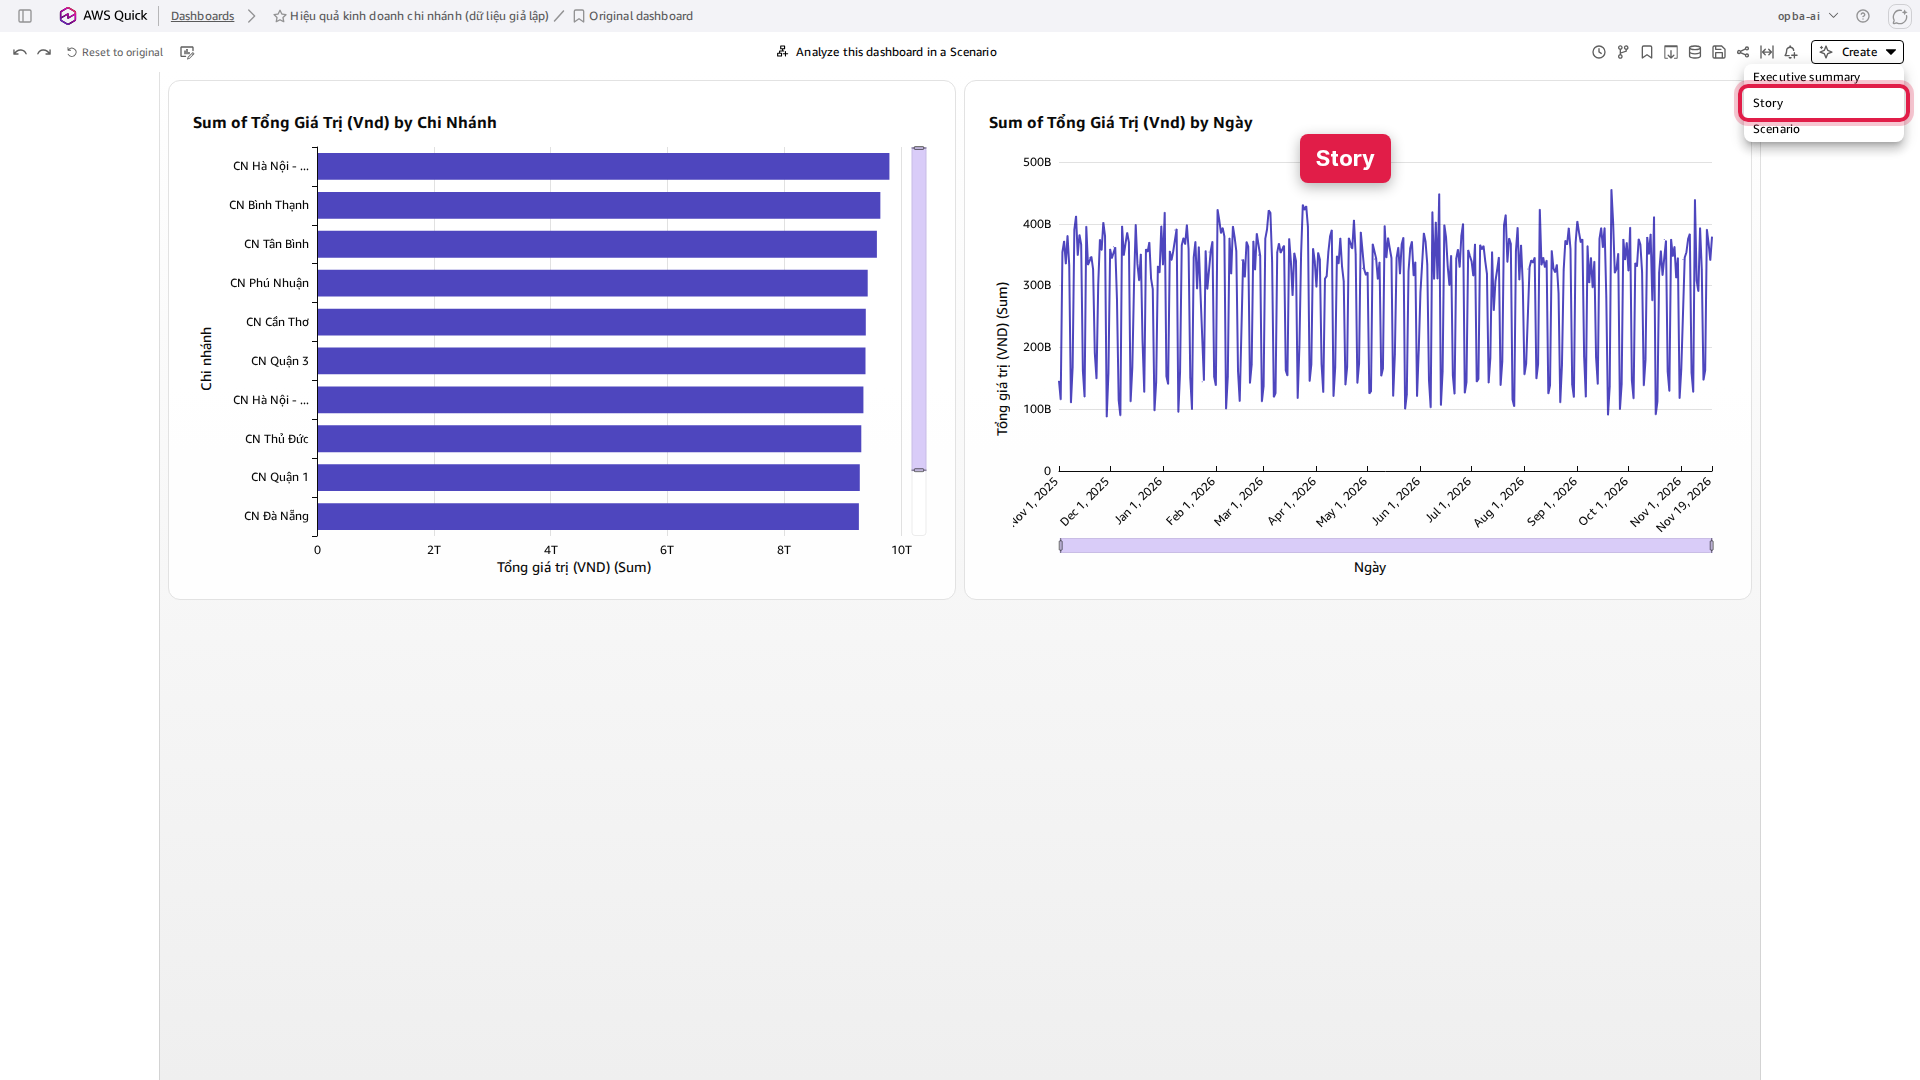 AWS Quick
Dashboards
Hiệu quả kinh doanh chi nhánh (dữ liệu giả lập)
Original dashboard
opba-ai
Reset to original
Analyze this dashboard in a Scenario
Create
Executive summary
Story
Scenario
Sum of Tổng Giá Trị (Vnd) by Chi Nhánh
Chi nhánh
CN Hà Nội - ...
CN Bình Thạnh
CN Tân Bình
CN Phú Nhuận
CN Cần Thơ
CN Quận 3
CN Hà Nội - ...
CN Thủ Đức
CN Quận 1
CN Đà Nẵng
0 2T 4T 6T 8T 10T
Tổng giá trị (VND) (Sum)
Sum of Tổng Giá Trị (Vnd) by Ngày
Story
Tổng giá trị (VND) (Sum)
500B
400B
300B
200B
100B
0
Nov 1, 2025 Dec 1, 2025 Jan 1, 2026 Feb 1, 2026 Mar 1, 2026 Apr 1, 2026 May 1, 2026 Jun 1, 2026 Jul 1, 2026 Aug 1, 2026 Sep 1, 2026 Oct 1, 2026 Nov 1, 2026 Nov 19, 2026
Ngày